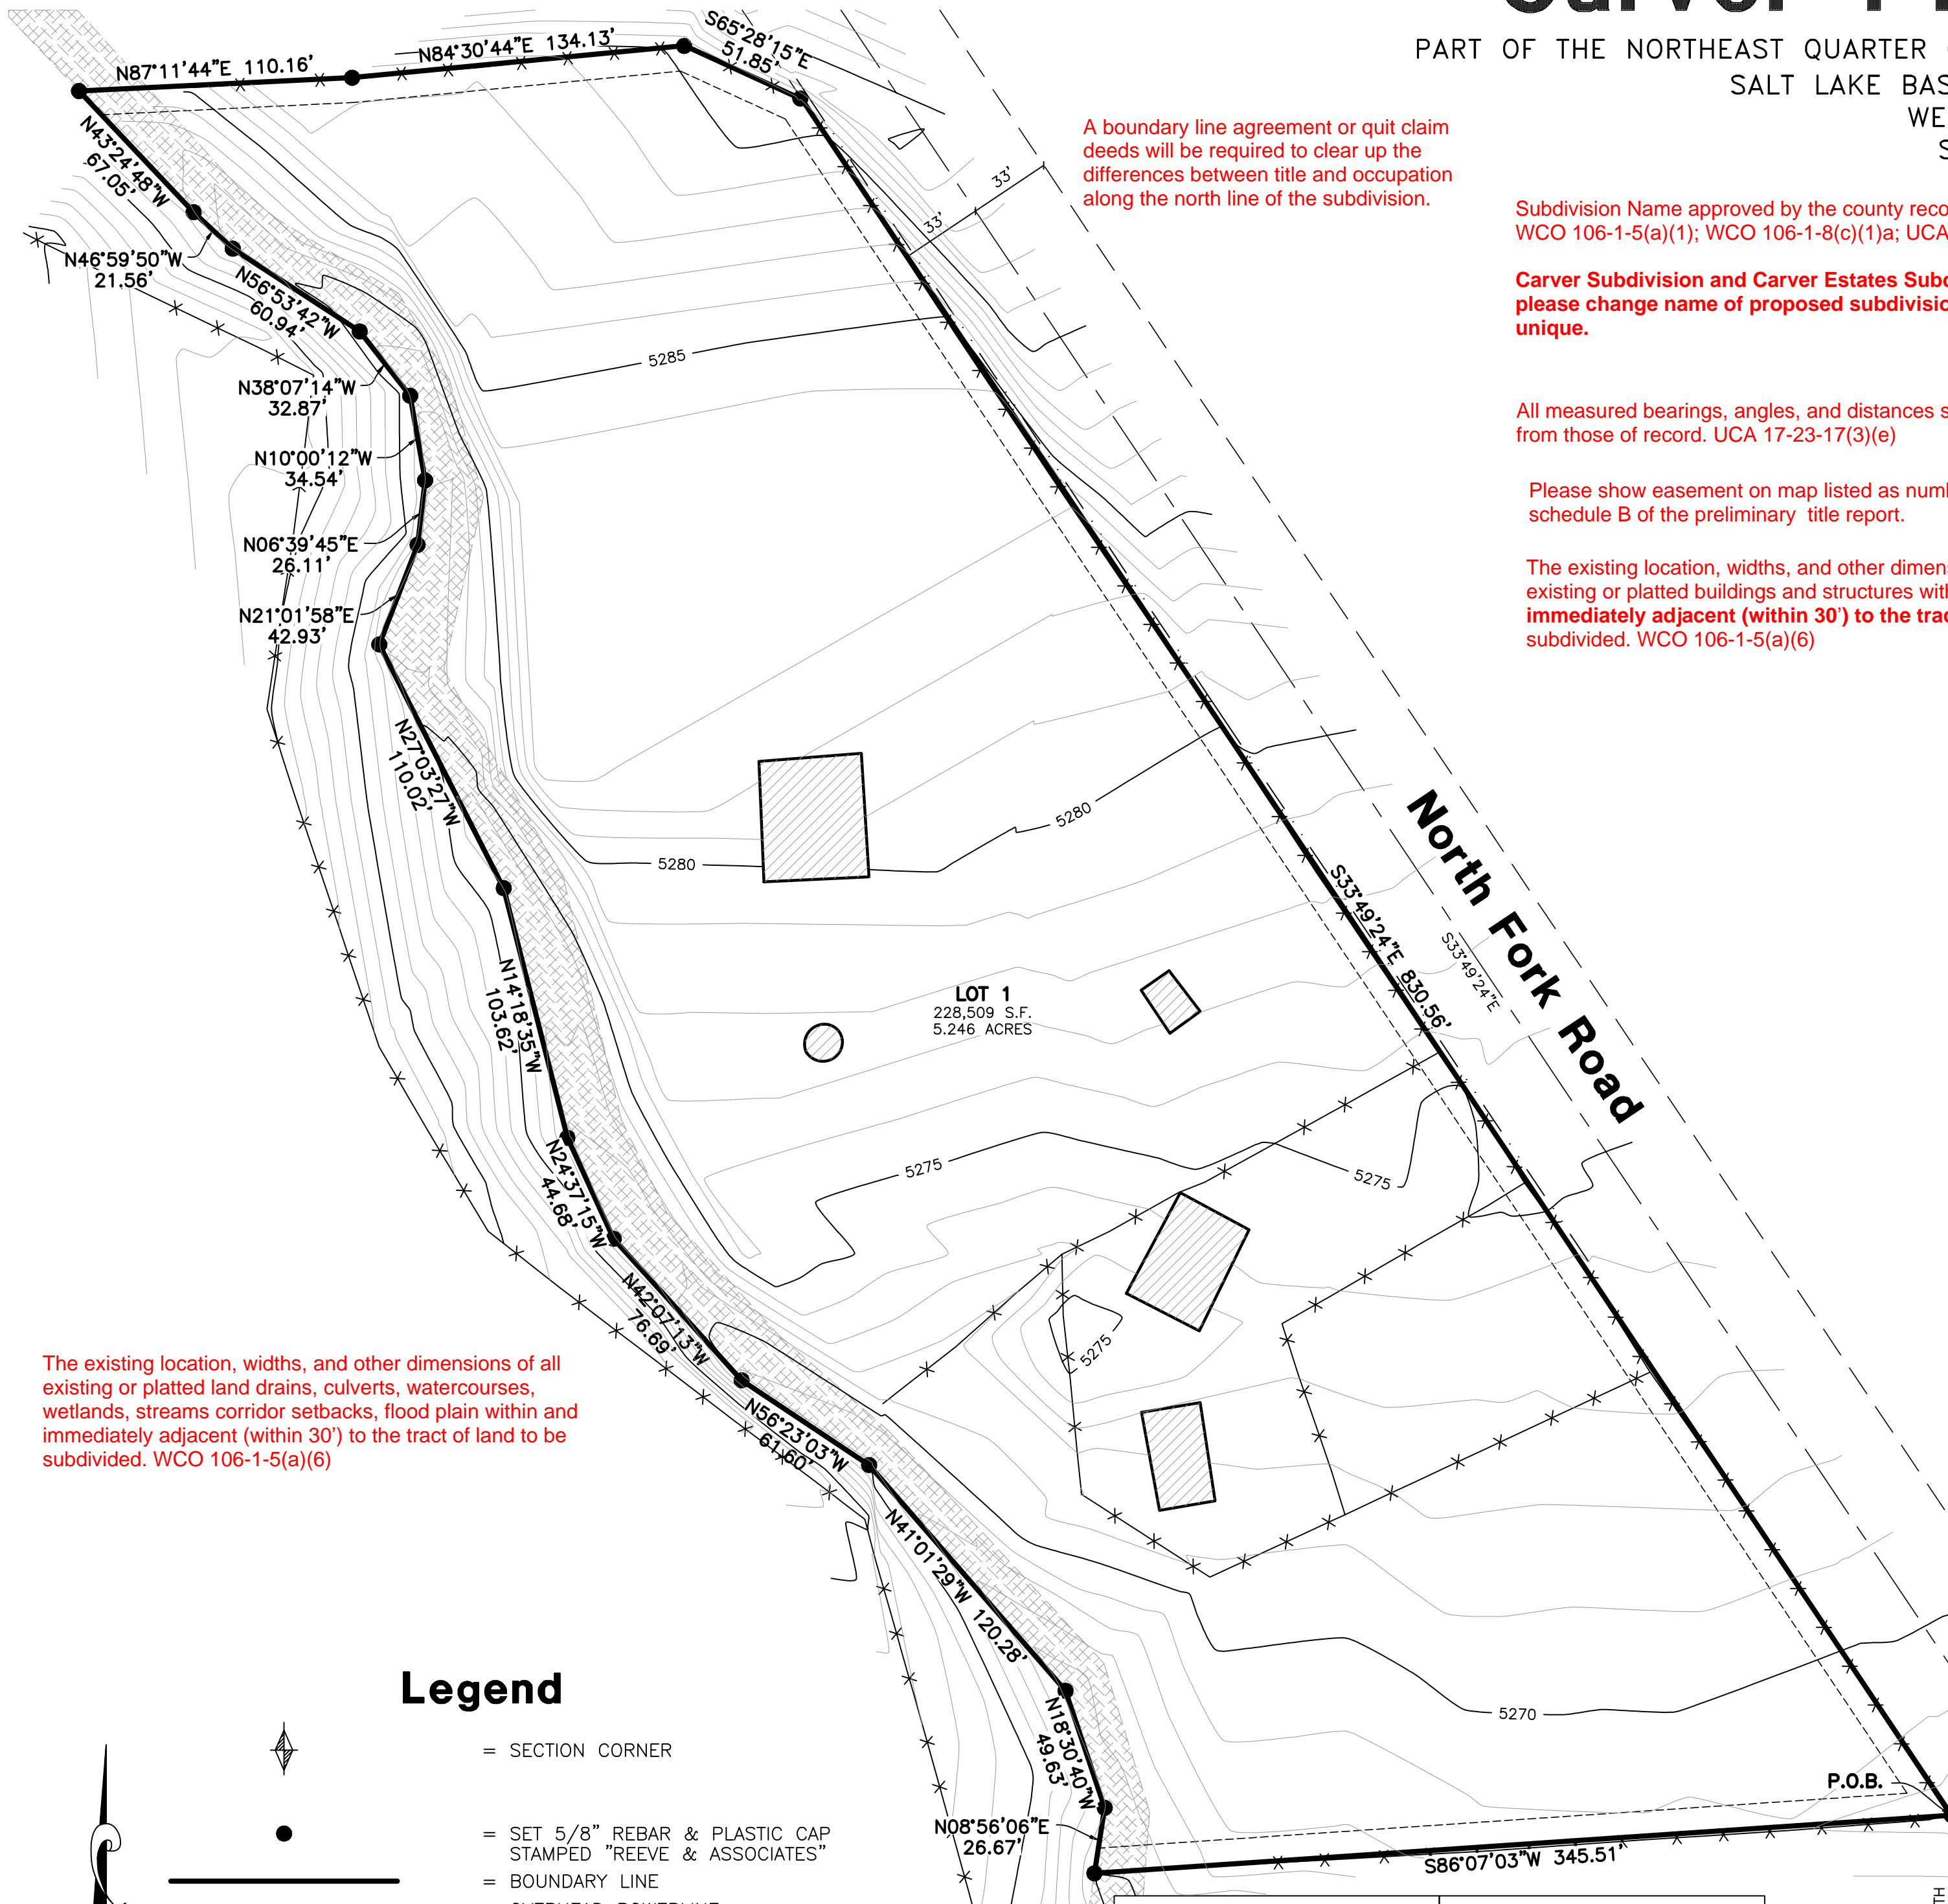 PART OF THE NORTHEAST QUARTER
SALT LAKE BAS
WE
S
N87°11'44"E 110.16'
N84°30'44"E 134.13'
S65°28'15"E
51.85'
N43°24'48"W
67.05'
N46°59'50"W
21.56'
N56°53'42"W
60.94'
N38°07'14"W
32.87'
N10°00'12"W
34.54'
N06°39'45"E
26.11'
N21°01'58"E
42.93'
N27°03'27"W
110.02'
N14°18'35"W
103.62'
N24°37'15"W
44.68'
N42°07'13"W
76.69'
N56°23'03"W
61.60'
N41°01'29"W 120.28'
N18°30'40"W
49.63'
N08°56'06"E
26.67'
S86°07'03"W 345.51'
P.O.B.
33'
33'
A boundary line agreement or quit claim
deeds will be required to clear up the
differences between title and occupation
along the north line of the subdivision.
Subdivision Name approved by the county reco
WCO 106-1-5(a)(1); WCO 106-1-8(c)(1)a; UCA
Carver Subdivision and Carver Estates Subd
please change name of proposed subdivisio
unique.
All measured bearings, angles, and distances s
from those of record. UCA 17-23-17(3)(e)
Please show easement on map listed as num
schedule B of the preliminary title report.
The existing location, widths, and other dimens
existing or platted buildings and structures wit
immediately adjacent (within 30') to the trac
subdivided. WCO 106-1-5(a)(6)
5285
5280
5280
North Fork Road
S33°49'24"E 830.56'
S33°49'24"E
LOT 1
228,509 S.F.
5.246 ACRES
5275
5275
5275
5270
The existing location, widths, and other dimensions of all
existing or platted land drains, culverts, watercourses,
wetlands, streams corridor setbacks, flood plain within and
immediately adjacent (within 30') to the tract of land to be
subdivided. WCO 106-1-5(a)(6)
Legend
= SECTION CORNER
= SET 5/8" REBAR & PLASTIC CAP
STAMPED "REEVE & ASSOCIATES"
= BOUNDARY LINE
TH